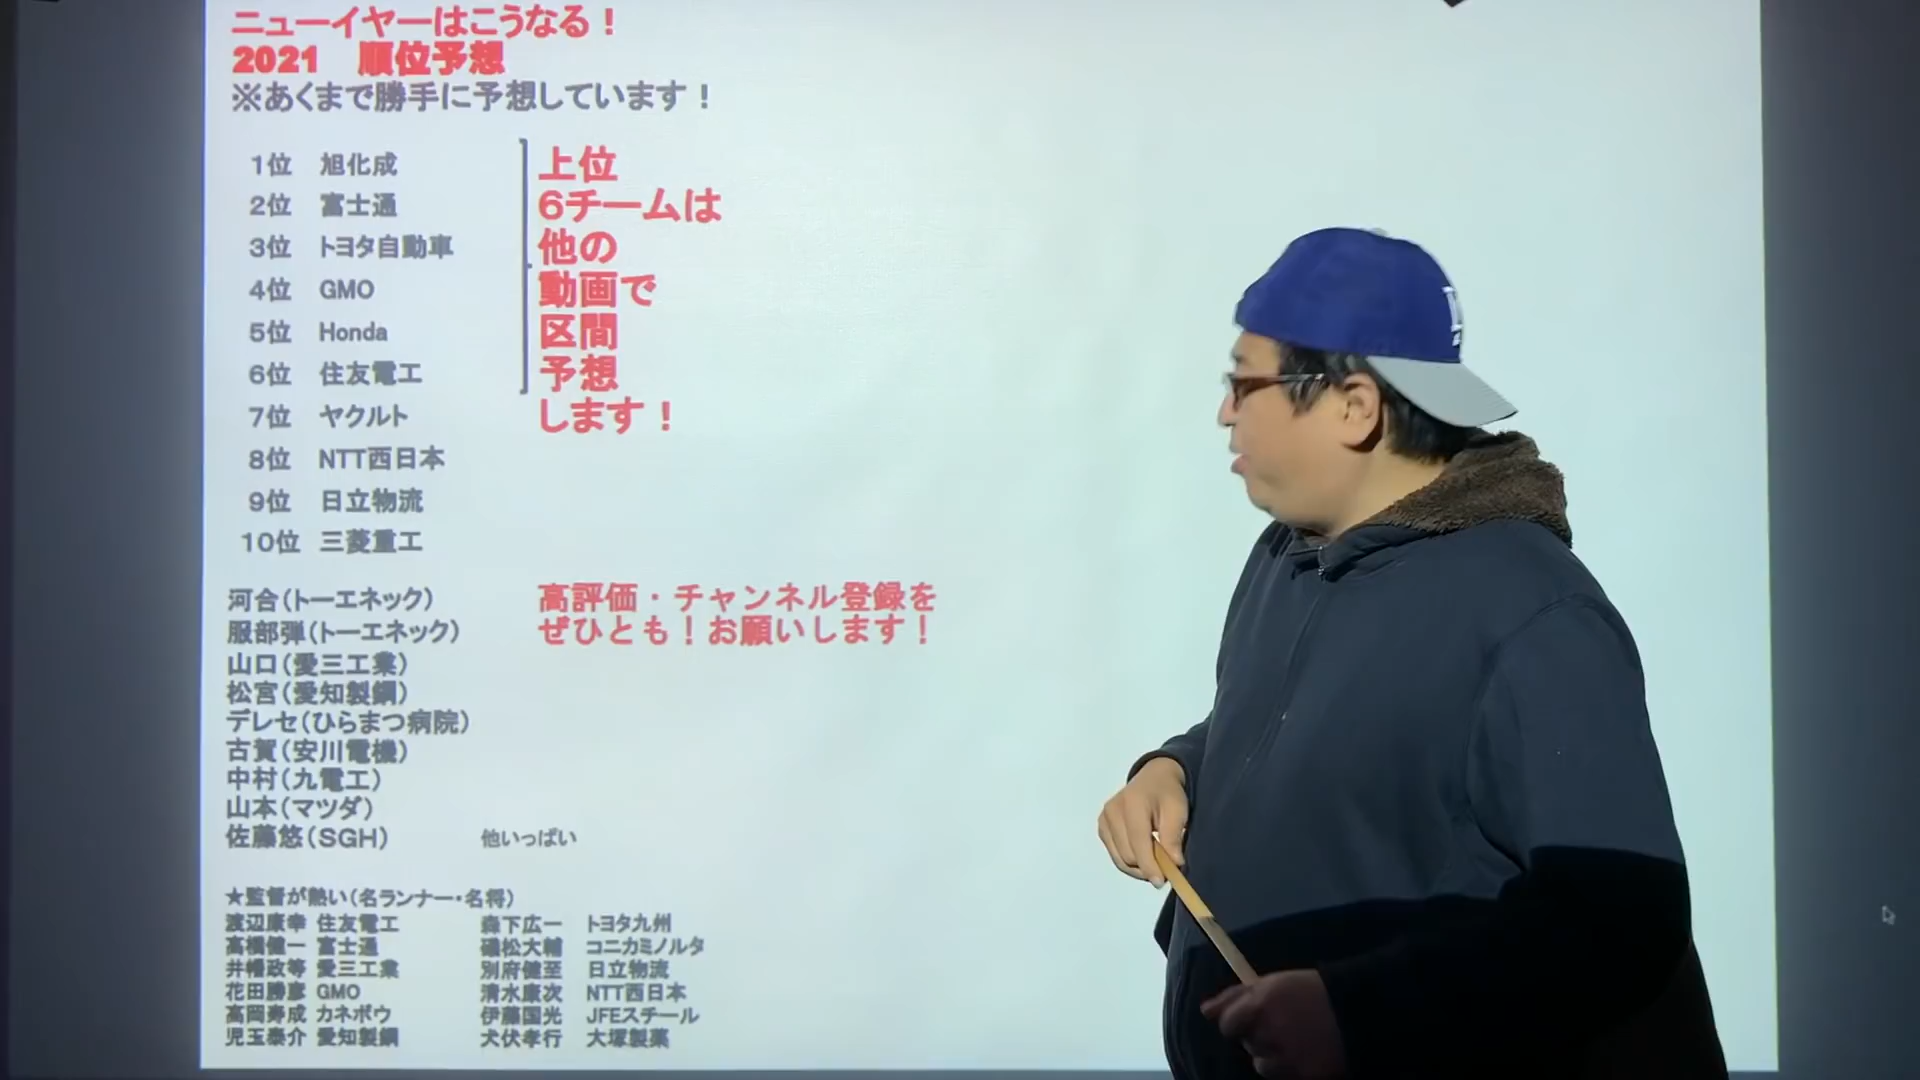 ニューイヤーはこうなる！
2021　順位予想
※あくまで勝手に予想しています！
1位　旭化成
2位　富士通
3位　トヨタ自動車
4位　GMO
5位　Honda
6位　住友電工
7位　ヤクルト
8位　NTT西日本
9位　日立物流
10位　三菱重工
上位
6チームは
他の
動画で
区間
予想
します！
河合（トーエネック）
服部弾（トーエネック）
山口（愛三工業）
松宮（愛知製鋼）
デレセ（ひらまつ病院）
古賀（安川電機）
中村（九電工）
山本（マツダ）
佐藤悠（SGH）　他いっぱい
高評価・チャンネル登録を
ぜひとも！お願いします！
★監督が熱い（名ランナー・名将）
渡辺康幸　住友電工
高橋健一　富士通
井幡政等　愛三工業
花田勝彦　GMO
高岡寿成　カネボウ
児玉泰介　愛知製鋼
森下広一　トヨタ九州
磯松大輔　コニカミノルタ
別府健至　日立物流
清水康次　NTT西日本
伊藤国光　JFEスチール
犬伏孝行　大塚製薬